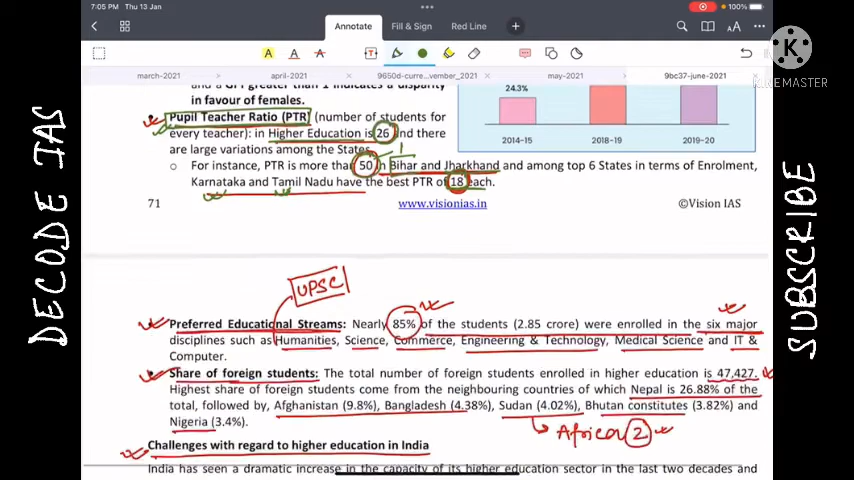 7:05 PM Thu 13 Jan
100%
Annotate
Fill & Sign
Red Line
AA
march-2021
april-2021
9650d-curre...vember_2021
may-2021
9bc37-june-2021
K
KINEMASTER
DECODE IAS
SUBSCRIBE
and a GPI greater than 1 indicates a disparity
in favour of females.
24.3%
2014-15
2018-19
2019-20
Pupil Teacher Ratio (PTR) (number of students for
every teacher): in Higher Education is 26 and there
are large variations among the States.
o For instance, PTR is more than 50 in Bihar and Jharkhand and among top 6 States in terms of Enrolment,
Karnataka and Tamil Nadu have the best PTR of 18 each.
71
www.visionias.in
©Vision IAS
UPSC
Preferred Educational Streams: Nearly 85% of the students (2.85 crore) were enrolled in the six major
disciplines such as Humanities, Science, Commerce, Engineering & Technology, Medical Science and IT &
Computer.
• Share of foreign students: The total number of foreign students enrolled in higher education is 47,427.
Highest share of foreign students come from the neighbouring countries of which Nepal is 26.88% of the
total, followed by, Afghanistan (9.8%), Bangladesh (4.38%), Sudan (4.02%), Bhutan constitutes (3.82%) and
Nigeria (3.4%).
Africa 2
Challenges with regard to higher education in India
India has seen a dramatic increase in the capacity of its higher education sector in the last two decades and